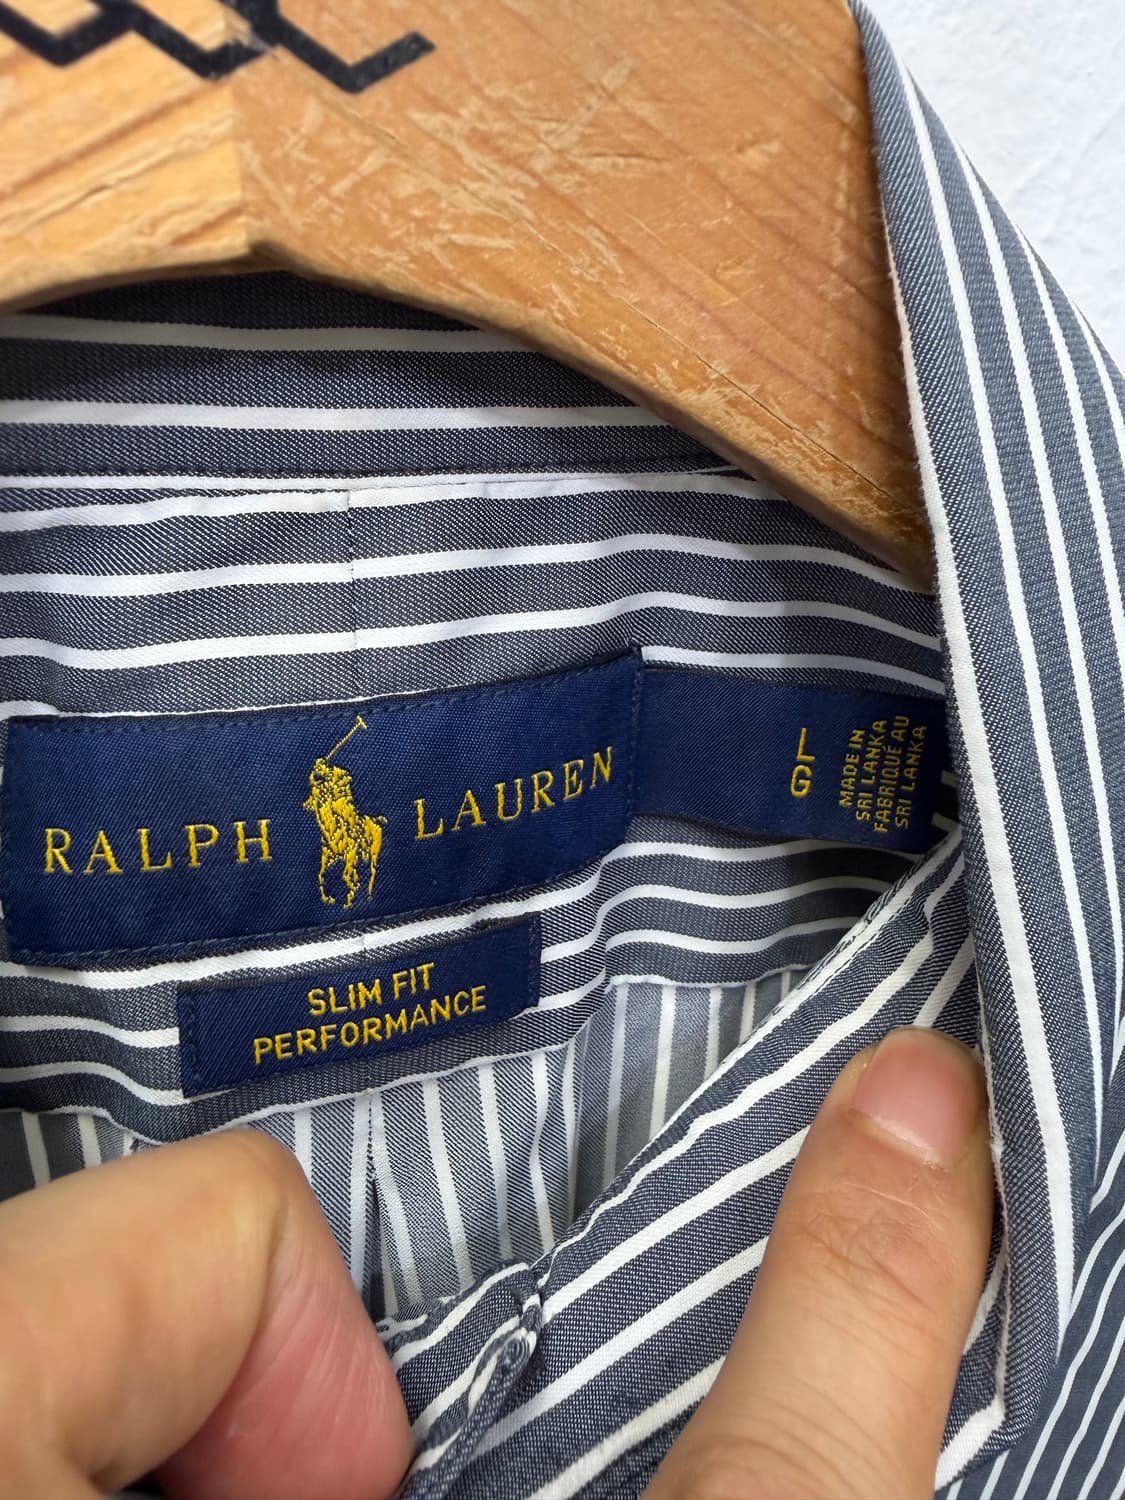 RALPH LAUREN
L
G
MADE IN
SRI LANKA
FABRIQUÉ AU
SRI LANKA
SLIM FIT
PERFORMANCE